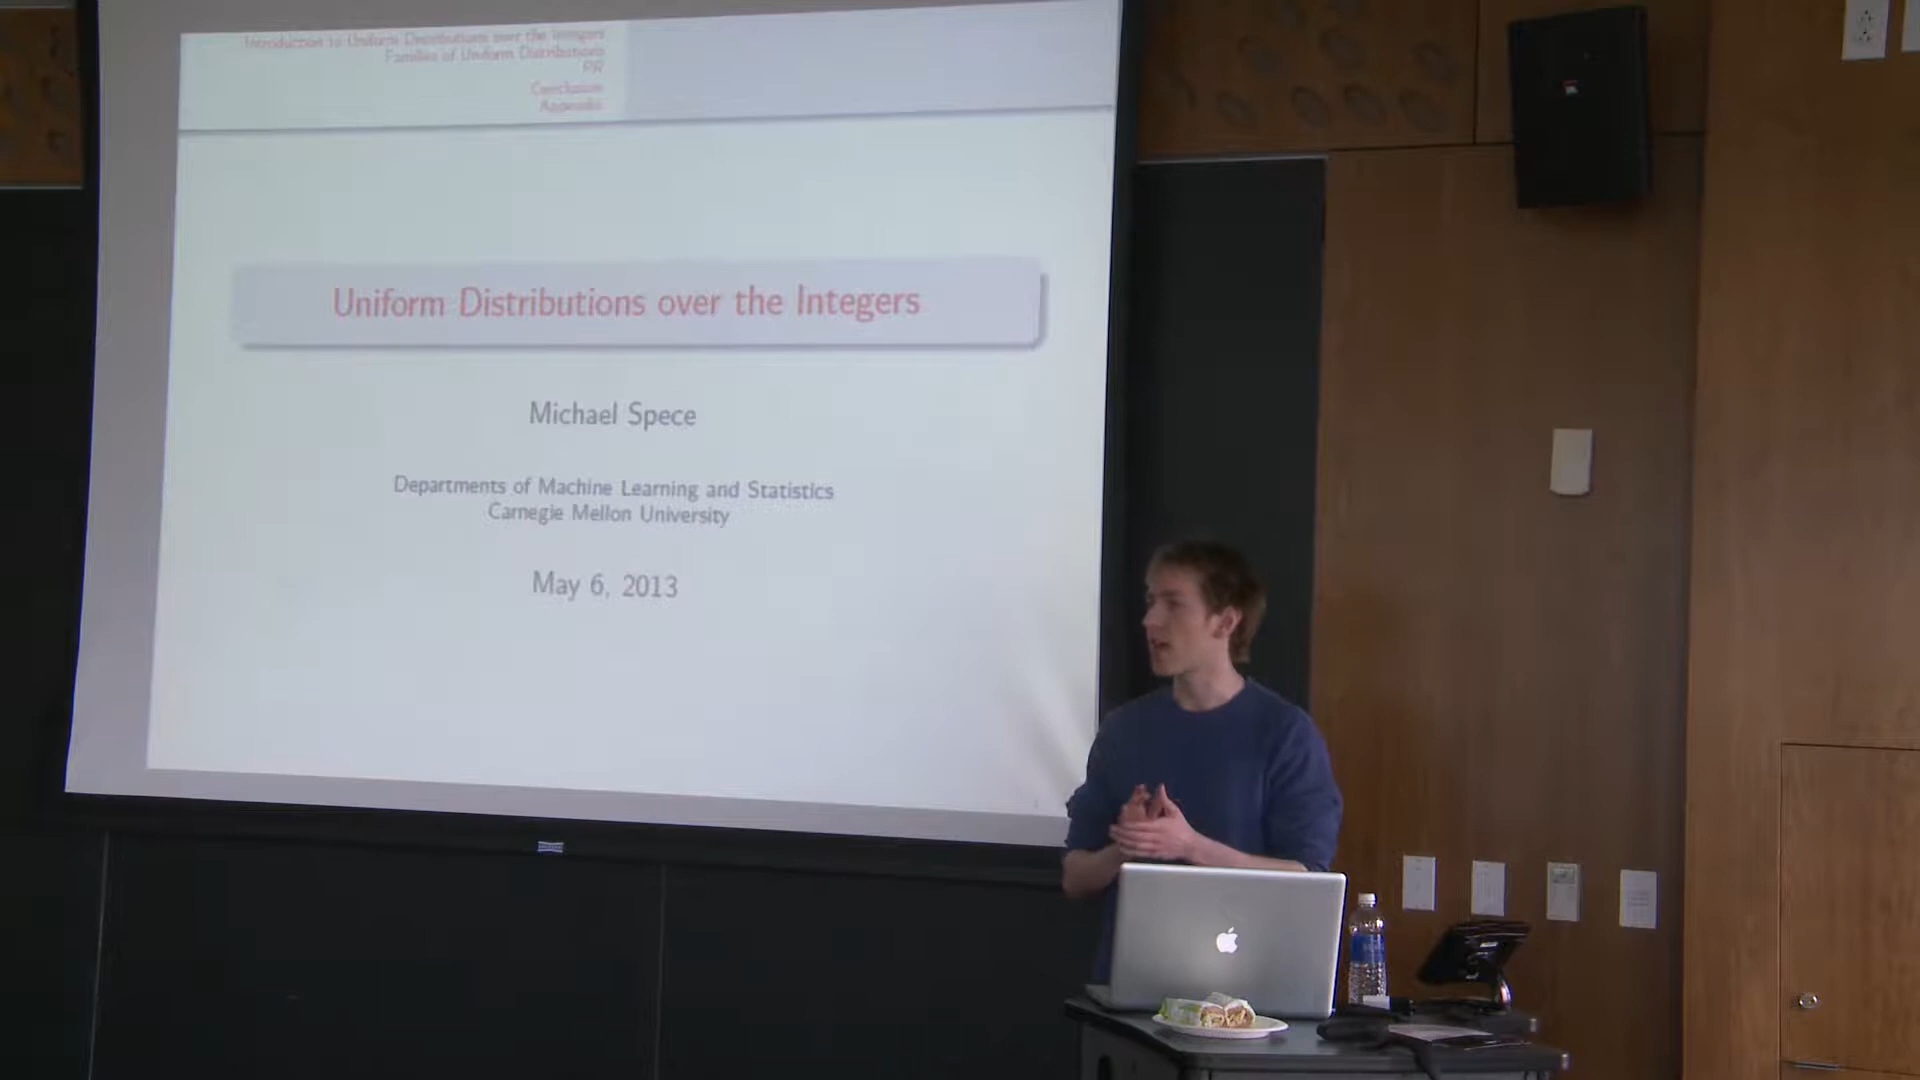 Introduction to Uniform Distributions over the Integers
Families of Uniform Distributions
PR
Conclusion
Appendix
Uniform Distributions over the Integers
Michael Spece
Departments of Machine Learning and Statistics
Carnegie Mellon University
May 6, 2013